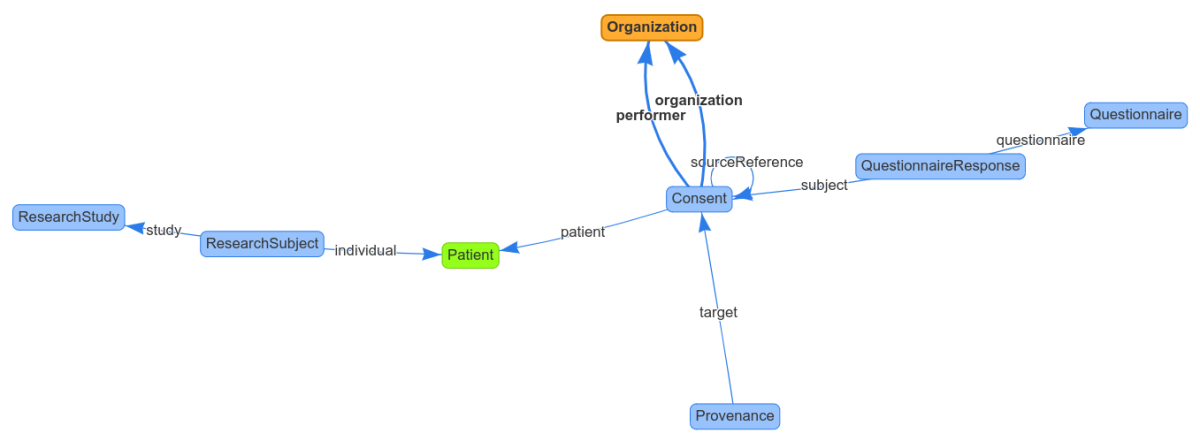 Organization
organization
performer
Questionnaire
questionnaire
sourceReference
QuestionnaireResponse
subject
Consent
ResearchStudy
study
patient
ResearchSubject
individual
Patient
target
Provenance